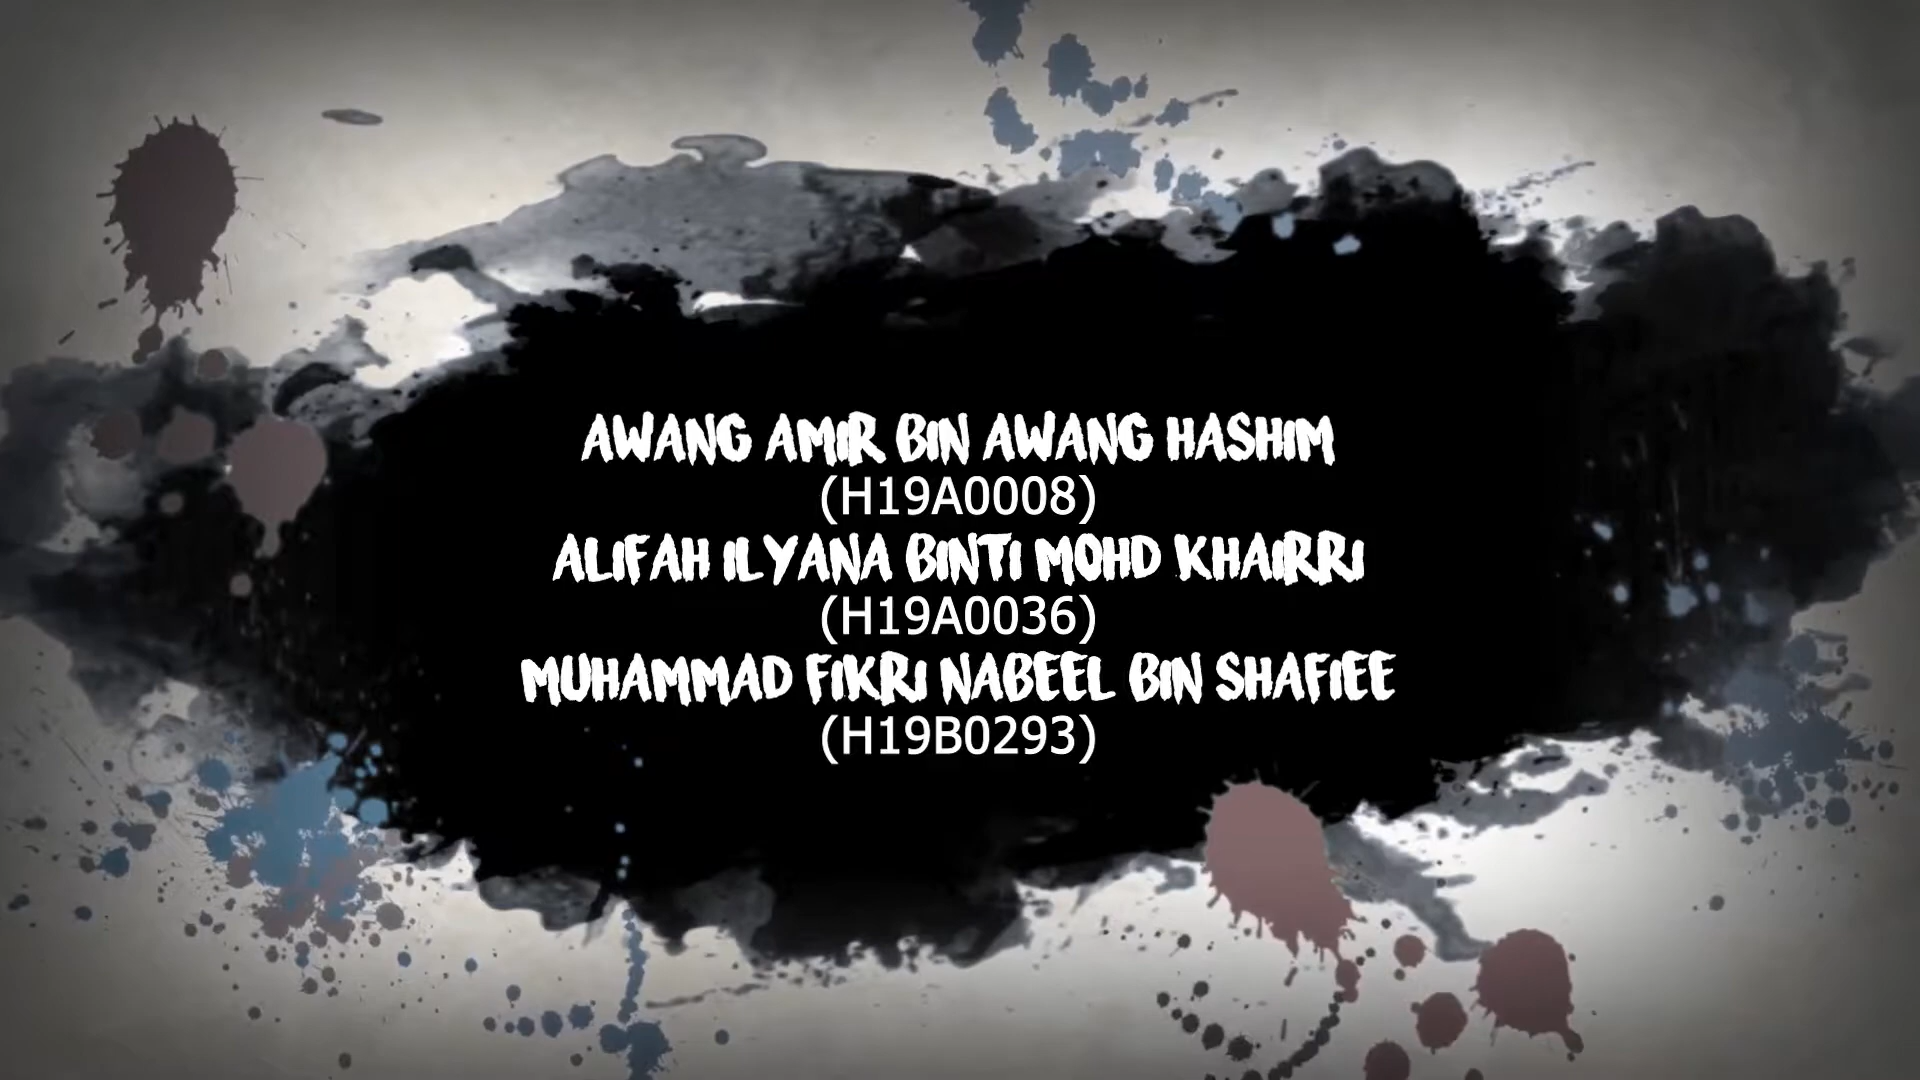 AWANG AMIR BIN AWANG HASHIM
(H19A0008)
ALIFAH ILYANA BINTI MOHD KHAIRRI
(H19A0036)
MUHAMMAD FIKRI NABEEL BIN SHAFIEE
(H19B0293)